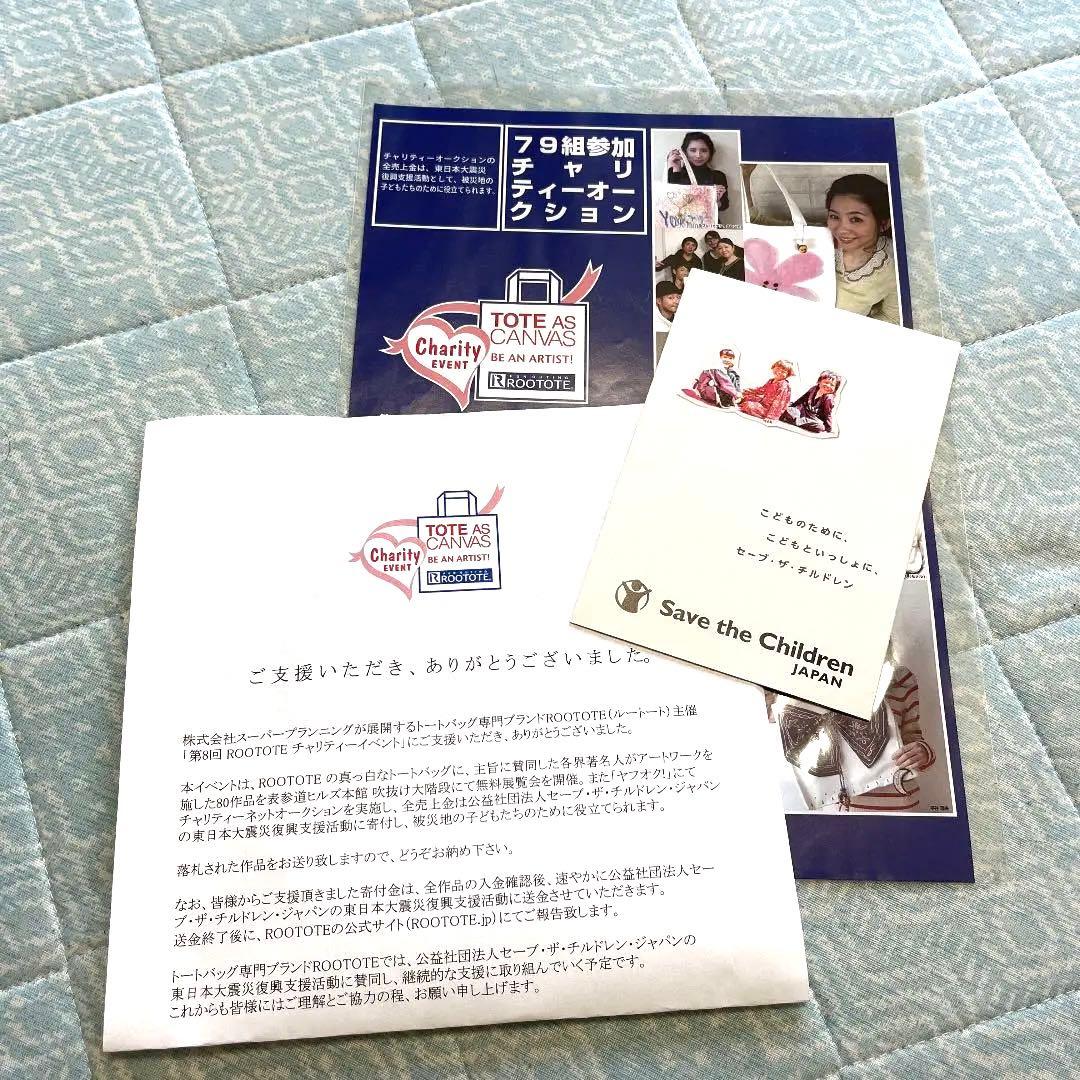 チャリティーオークションの
全売上金は、東日本大震災
復興支援活動として、被災地の
子どもたちのために役立てられます。
79組参加
チャリ
ティーオー
クション
TOTE AS
CANVAS
BE AN ARTIST!
Charity
EVENT
RUNOUTING
ROOTOTE
こどものために、
こどもといっしょに、
セーブ・ザ・チルドレン
Save the Children
JAPAN
TOTE AS
CANVAS
BE AN ARTIST!
Charity
EVENT
ROOTOTE
ご支援いただき、ありがとうございました。
株式会社スーパープランニングが展開するトートバッグ専門ブランドROOTOTE（ルートート）主催
「第8回 ROOTOTE チャリティーイベント」にご支援いただき、ありがとうございました。
本イベントは、ROOTOTE の真っ白なトートバッグに、主旨に賛同した各界著名人がアートワークを
施した80作品を表参道ヒルズ本館 吹抜け大階段にて無料展覧会を開催。また「ヤフオク!」にて
チャリティーネットオークションを実施し、全売上金は公益社団法人セーブ・ザ・チルドレン・ジャパン
の東日本大震災復興支援活動に寄付し、被災地の子どもたちのために役立てられます。
落札された作品をお送り致しますので、どうぞお納め下さい。
なお、皆様からご支援頂きました寄付金は、全作品の入金確認後、速やかに公益社団法人セー
ブ・ザ・チルドレン・ジャパンの東日本大震災復興支援活動に送金させていただきます。
送金終了後に、ROOTOTEの公式サイト（ROOTOTE.jp）にてご報告致します。
トートバッグ専門ブランドROOTOTEでは、公益社団法人セーブ・ザ・チルドレン・ジャパンの
東日本大震災復興支援活動に賛同し、継続的な支援に取り組んでいく予定です。
これからも皆様にはご理解とご協力の程、お願い申し上げます。